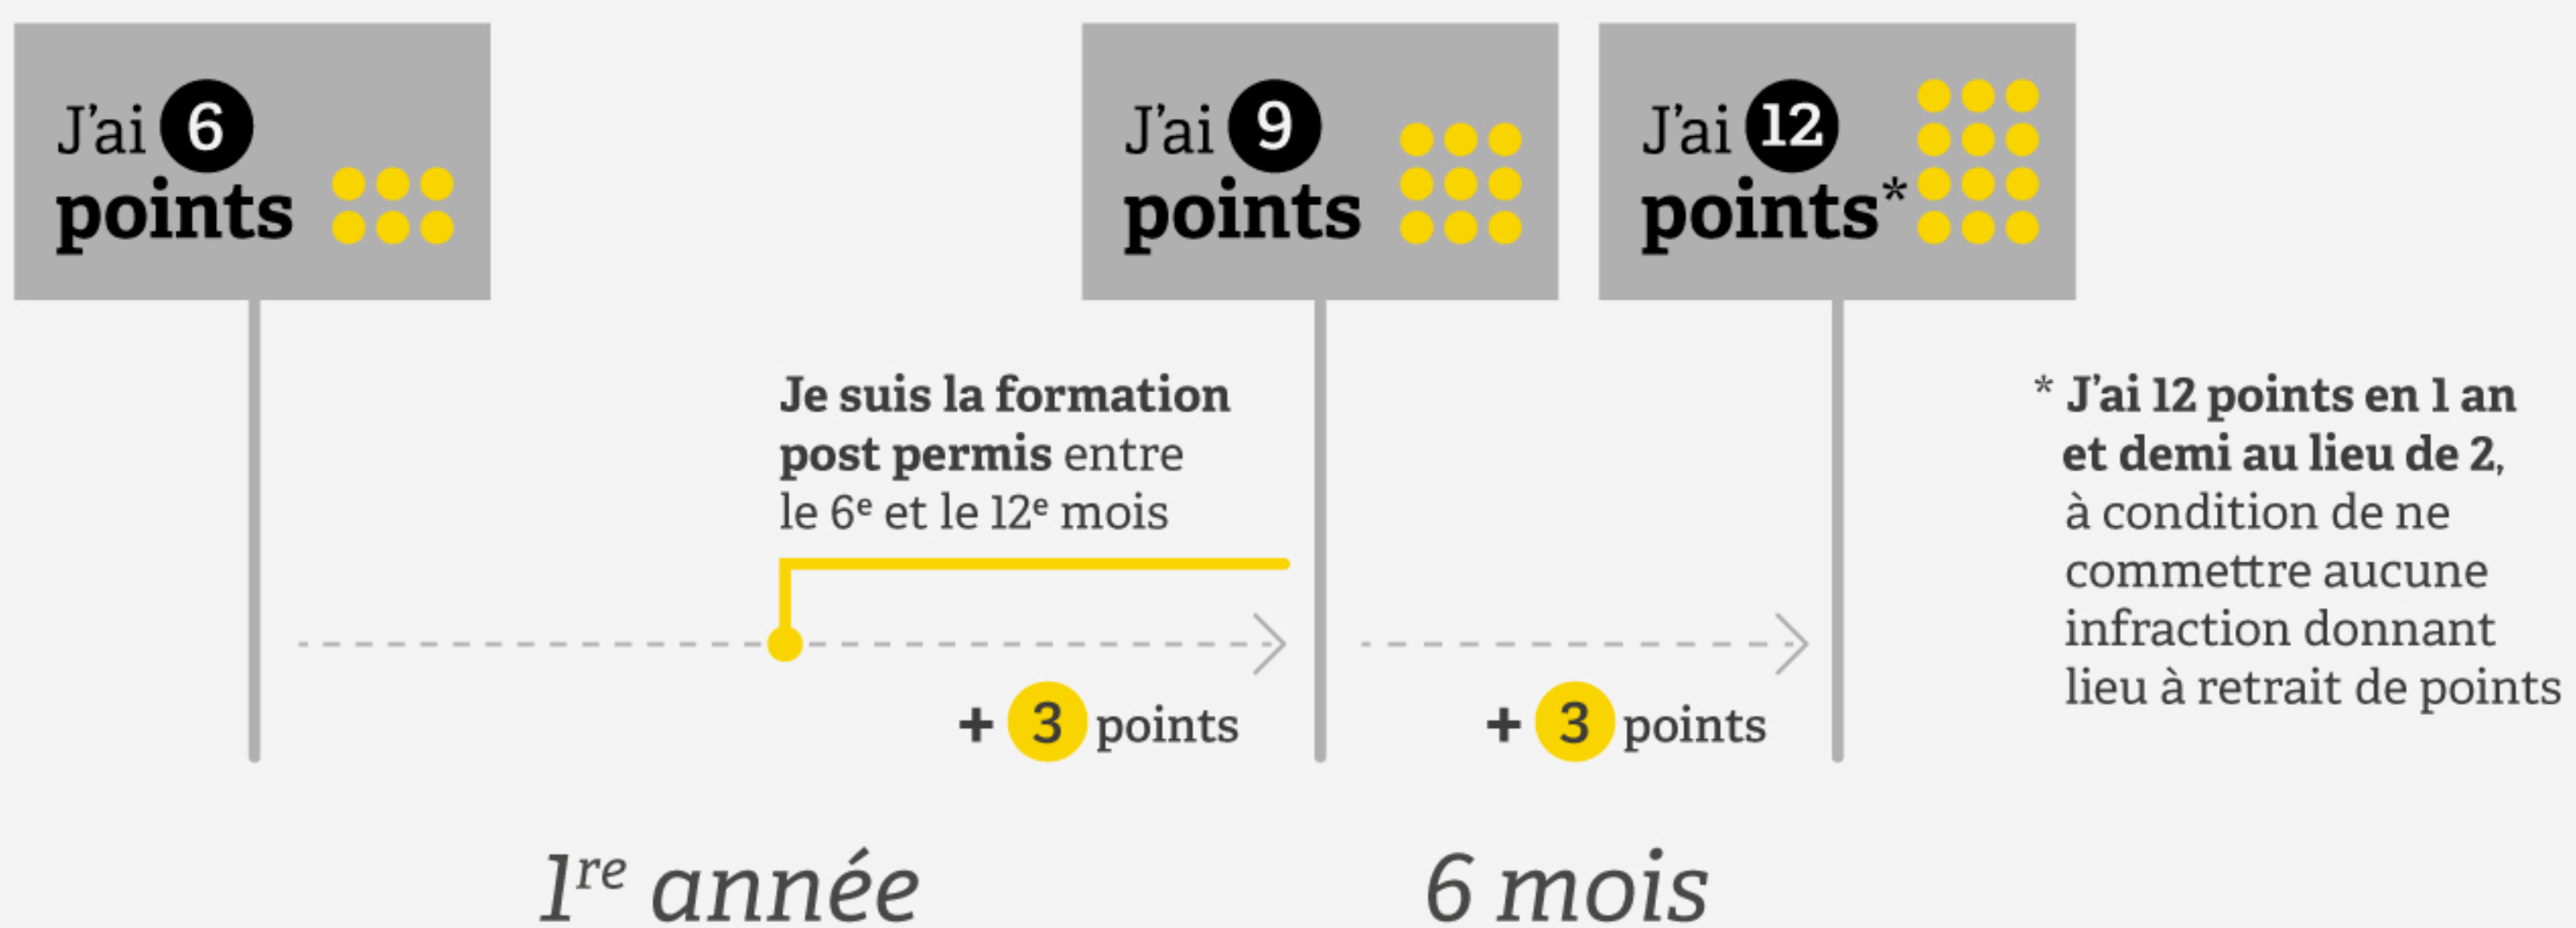 J’ai 6
points
J’ai 9
points
J’ai 12
points*
Je suis la formation
post permis entre
le 6e et le 12e mois
* J’ai 12 points en 1 an
et demi au lieu de 2,
à condition de ne
commettre aucune
infraction donnant
lieu à retrait de points
+ 3 points
+ 3 points
1re année
6 mois